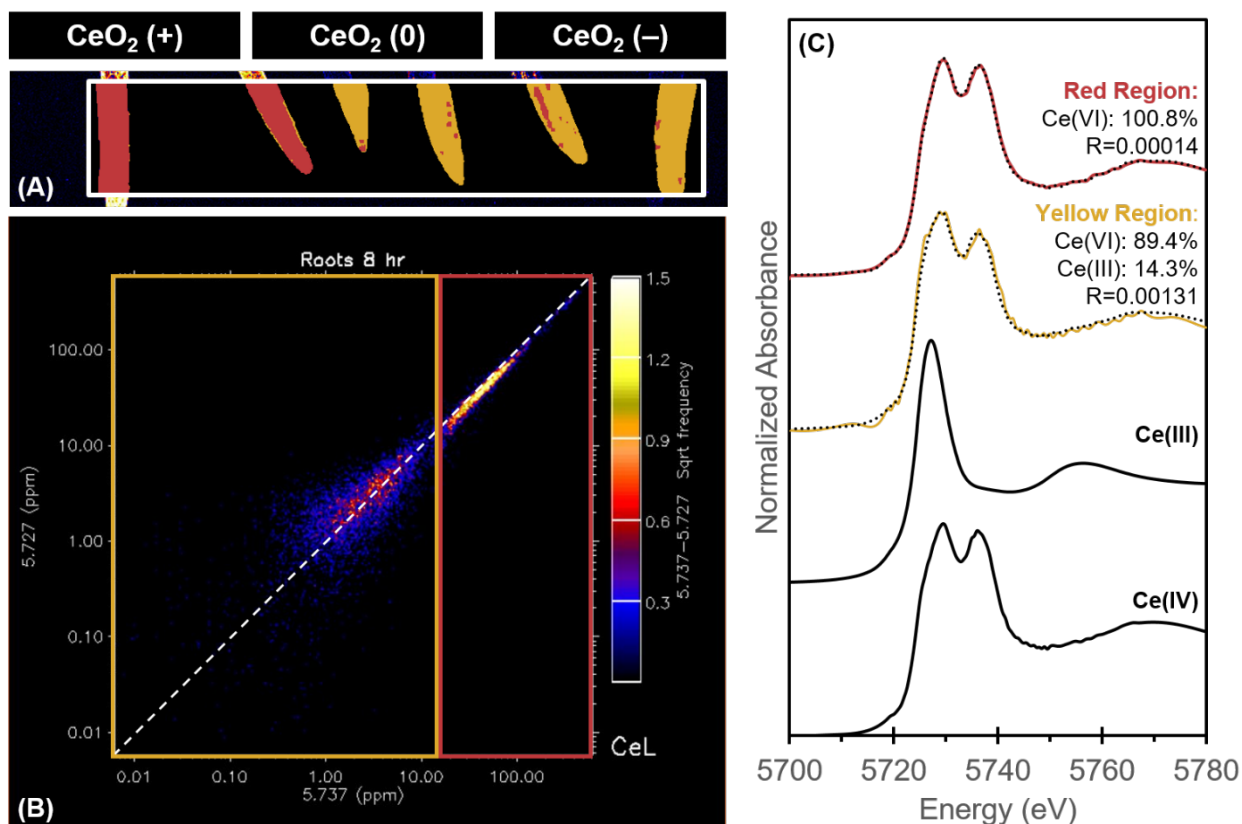 CeO₂ (+)
CeO₂ (0)
CeO₂ (–)
(A)
Roots 8 hr
100.00
10.00
1.00
0.10
0.01
5.727 (ppm)
0.01 0.10 1.00 10.00 100.00
5.737 (ppm)
1.5
1.2
0.9
0.6
0.3
5.737-5.727 Sqrt frequency
CeL
(B)
(C)
Red Region:
Ce(VI): 100.8%
R=0.00014
Yellow Region:
Ce(VI): 89.4%
Ce(III): 14.3%
R=0.00131
Ce(III)
Ce(IV)
Normalized Absorbance
5700 5720 5740 5760 5780
Energy (eV)